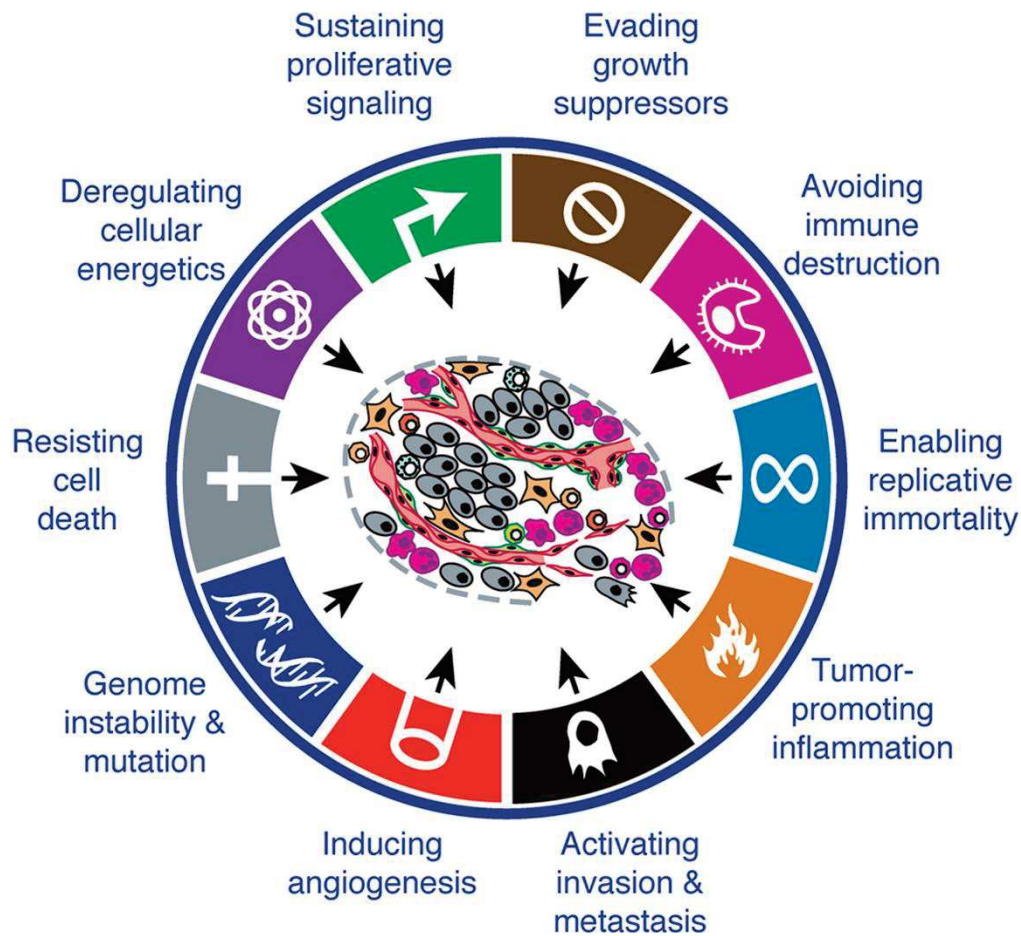 Sustaining
proliferative
signaling
Evading
growth
suppressors
Avoiding
immune
destruction
Enabling
replicative
immortality
Tumor-
promoting
inflammation
Activating
invasion &
metastasis
Inducing
angiogenesis
Genome
instability &
mutation
Resisting
cell
death
Deregulating
cellular
energetics